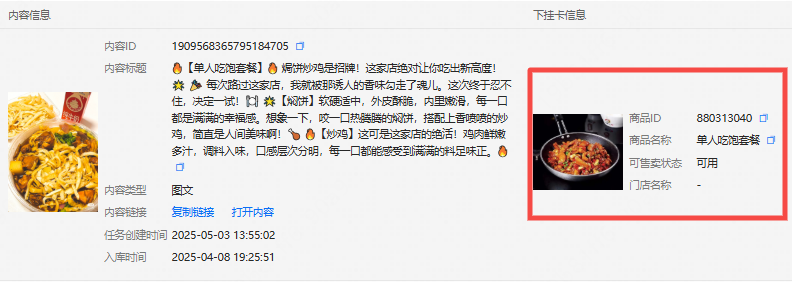 内容信息
下挂卡信息
内容ID 1909568365795184705
内容标题 🔥【单人吃饱套餐】🔥 焗饼炒鸡是招牌！这家店绝对让你吃出新高度！
🌟 🎉 每次路过这家店，我就被那诱人的香味勾走了魂儿。这次终于忍不
住，决定一试！🍽️ 🌟【焖饼】软硬适中，外皮酥脆，内里嫩滑，每一口
都是满满的幸福感。想象一下，咬一口热腾腾的焖饼，搭配上香喷喷的炒
鸡，简直是人间美味啊！🍗 🔥【炒鸡】这可是这家店的绝活！鸡肉鲜嫩
多汁，调料入味，口感层次分明，每一口都能感受到满满的料足味正。🔥
内容类型 图文
内容链接 复制链接 打开内容
任务创建时间 2025-05-03 13:55:02
入库时间 2025-04-08 19:25:51
商品ID 880313040
商品名称 单人吃饱套餐
可售卖状态 可用
门店名称 -